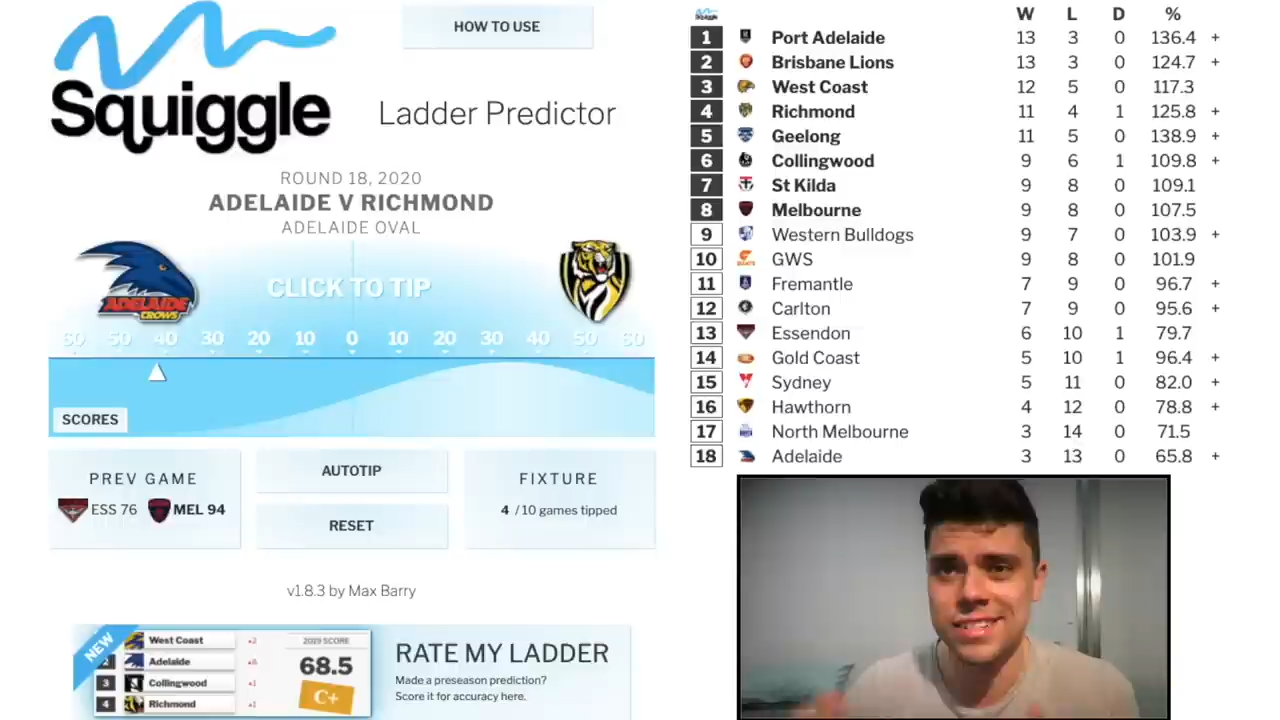 HOW TO USE
Squiggle
Ladder Predictor
ROUND 18, 2020
ADELAIDE V RICHMOND
ADELAIDE OVAL
ADELAIDE
CROWS
CLICK TO TIP
60 50 40 30 20 10 0 10 20 30 40 50 60
SCORES
PREV GAME
ESS 76 MEL 94
AUTOTIP
RESET
FIXTURE
4 / 10 games tipped
v1.8.3 by Max Barry
NEW
West Coast
2 Adelaide
3 Collingwood
4 Richmond
2019 SCORE
68.5
C+
RATE MY LADDER
Made a preseason prediction?
Score it for accuracy here.
W L D %
1 Port Adelaide 13 3 0 136.4 +
2 Brisbane Lions 13 3 0 124.7 +
3 West Coast 12 5 0 117.3
4 Richmond 11 4 1 125.8 +
5 Geelong 11 5 0 138.9 +
6 Collingwood 9 6 1 109.8 +
7 St Kilda 9 8 0 109.1
8 Melbourne 9 8 0 107.5
9 Western Bulldogs 9 7 0 103.9 +
10 GWS 9 8 0 101.9
11 Fremantle 7 9 0 96.7 +
12 Carlton 7 9 0 95.6 +
13 Essendon 6 10 1 79.7
14 Gold Coast 5 10 1 96.4 +
15 Sydney 5 11 0 82.0 +
16 Hawthorn 4 12 0 78.8 +
17 North Melbourne 3 14 0 71.5
18 Adelaide 3 13 0 65.8 +